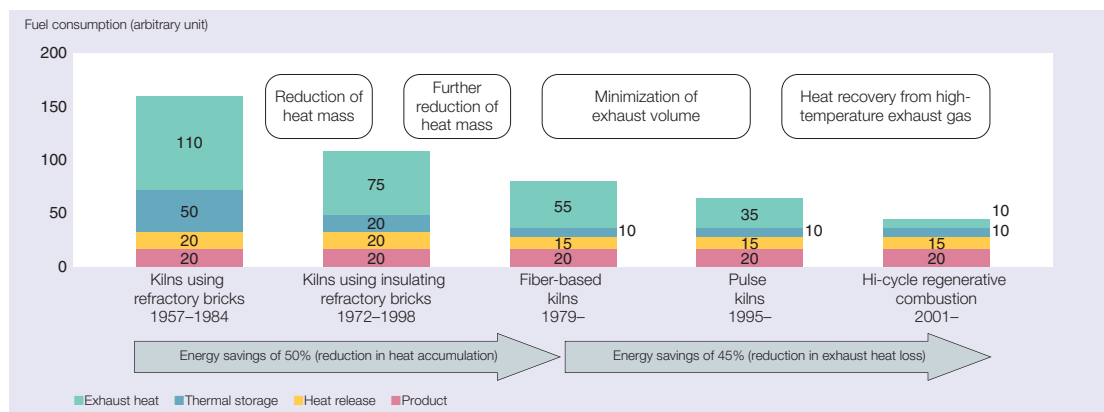 Fuel consumption (arbitrary unit)
200
150
100
50
0
Reduction of
heat mass
Further
reduction of
heat mass
Minimization of
exhaust volume
Heat recovery from high-
temperature exhaust gas
110
50
20
20
75
20
20
20
55
10
15
20
35
10
15
20
10
10
15
20
Kilns using
refractory bricks
1957–1984
Kilns using insulating
refractory bricks
1972–1998
Fiber-based
kilns
1979–
Pulse
kilns
1995–
Hi-cycle regenerative
combustion
2001–
Energy savings of 50% (reduction in heat accumulation)
Energy savings of 45% (reduction in exhaust heat loss)
Exhaust heat Thermal storage Heat release Product